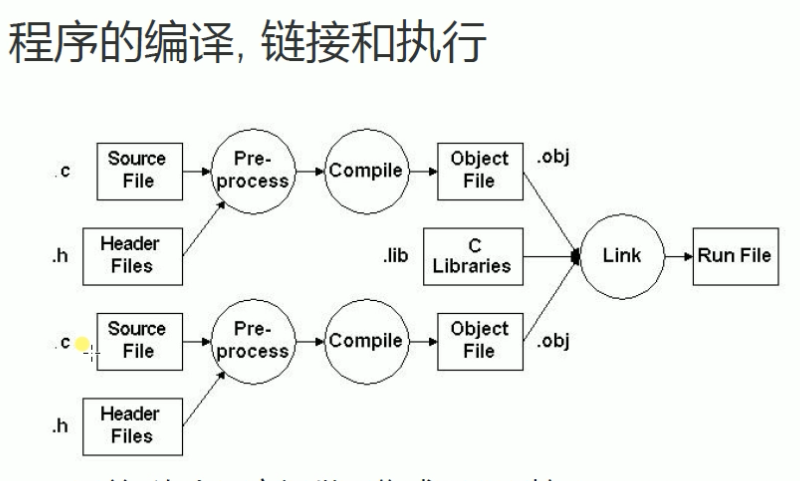 程序的编译, 链接和执行
.c
Source
File
Pre-
process
Compile
Object
File
.obj
.h
Header
Files
.lib
C
Libraries
Link
Run File
.c
Source
File
Pre-
process
Compile
Object
File
.obj
.h
Header
Files